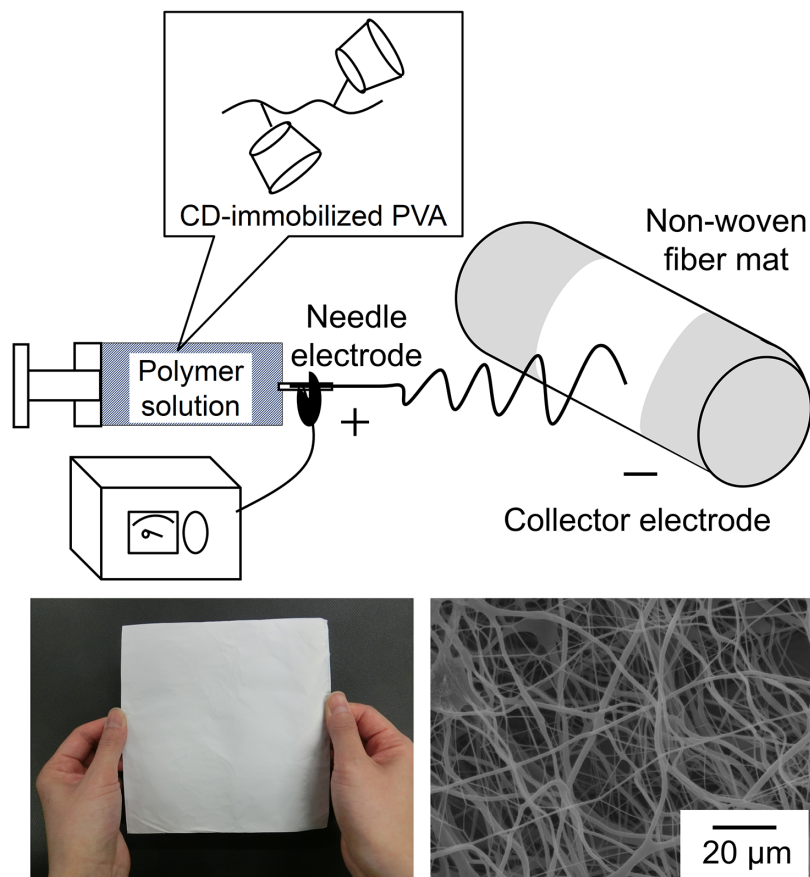 CD-immobilized PVA
Non-woven
fiber mat
Needle
electrode
Polymer
solution
+
−
Collector electrode
20 μm